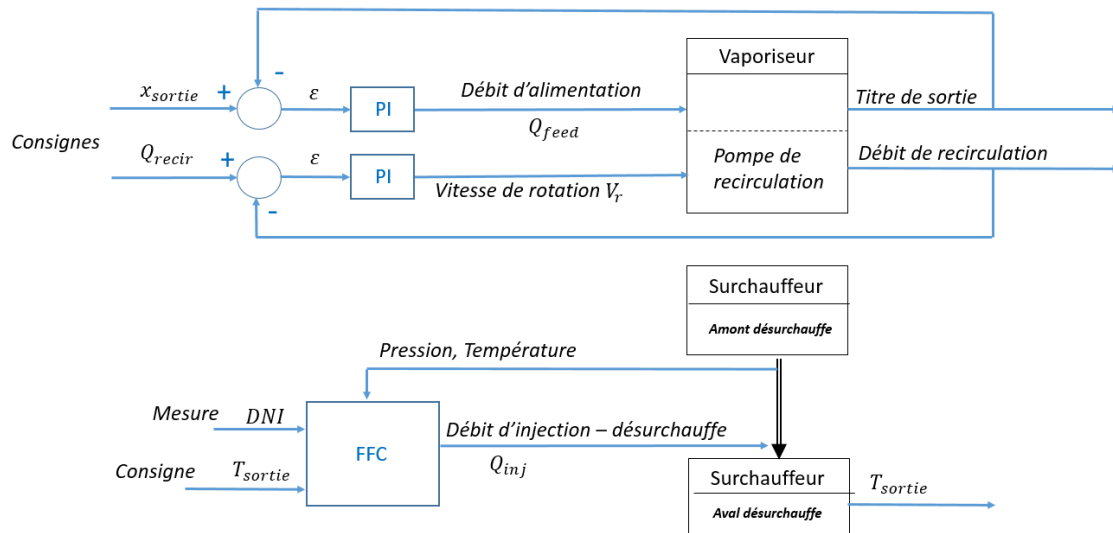 Vaporiseur
x_sortie + - ε PI Débit d'alimentation Titre de sortie
Q_feed
Consignes
Q_recir + ε PI Pompe de recirculation Débit de recirculation
Vitesse de rotation V_r
-
Surchauffeur
Amont désurchauffe
Pression, Température
Mesure DNI
FFC
Débit d'injection – désurchauffe
Q_inj
Consigne T_sortie
Surchauffeur
Aval désurchauffe
T_sortie